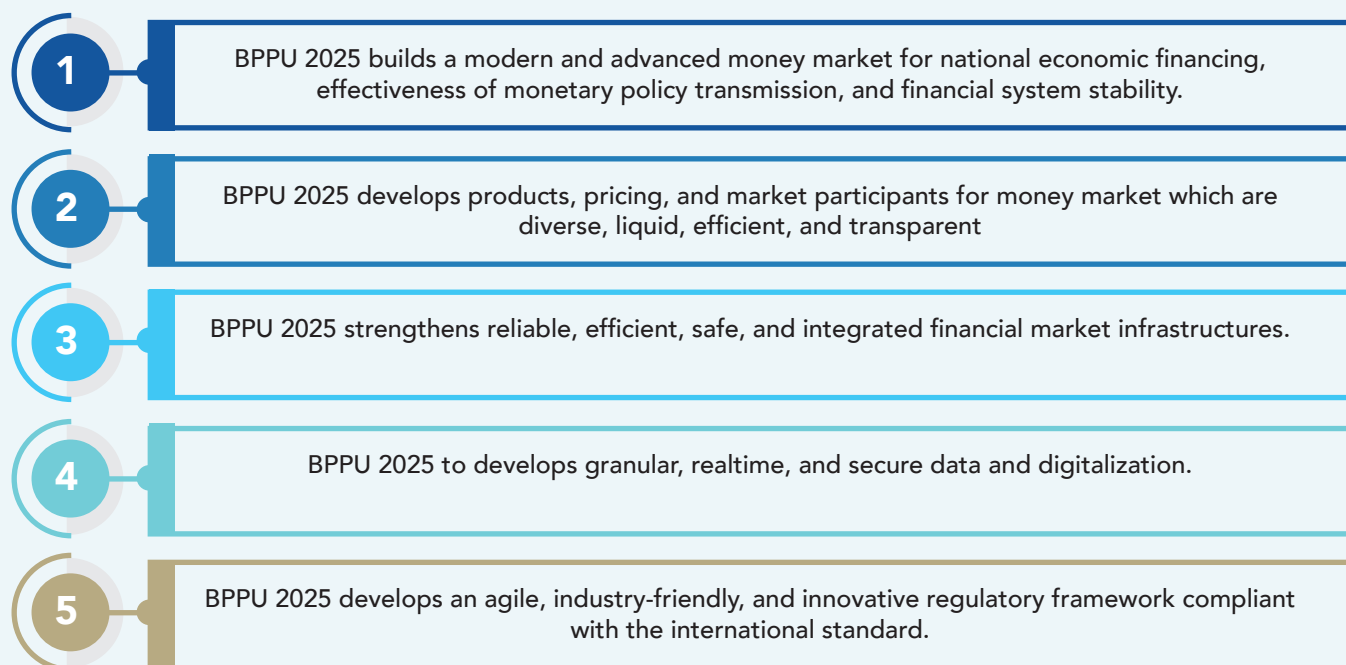 1
BPPU 2025 builds a modern and advanced money market for national economic financing,
effectiveness of monetary policy transmission, and financial system stability.
2
BPPU 2025 develops products, pricing, and market participants for money market which are
diverse, liquid, efficient, and transparent
3
BPPU 2025 strengthens reliable, efficient, safe, and integrated financial market infrastructures.
4
BPPU 2025 to develops granular, realtime, and secure data and digitalization.
5
BPPU 2025 develops an agile, industry-friendly, and innovative regulatory framework compliant
with the international standard.